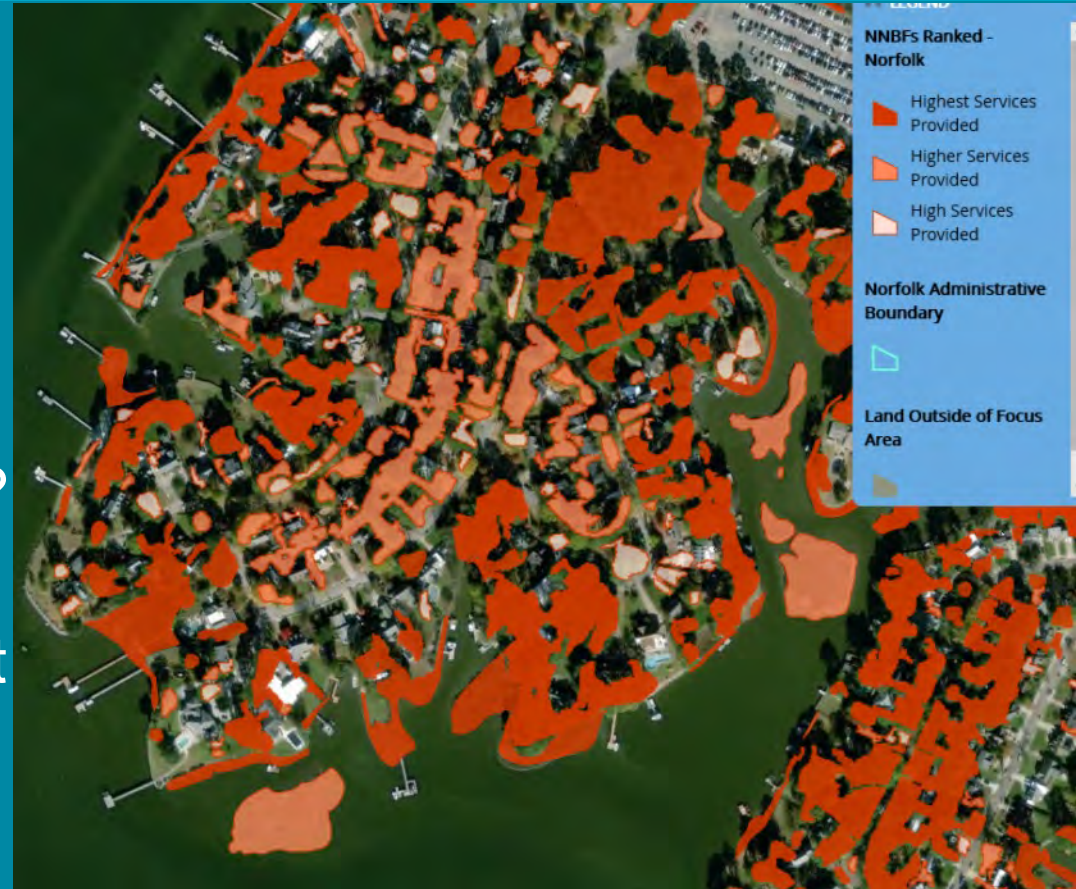 LEGEND
NNBFs Ranked -
Norfolk
Highest Services
Provided
Higher Services
Provided
High Services
Provided
Norfolk Administrative
Boundary
Land Outside of Focus
Area